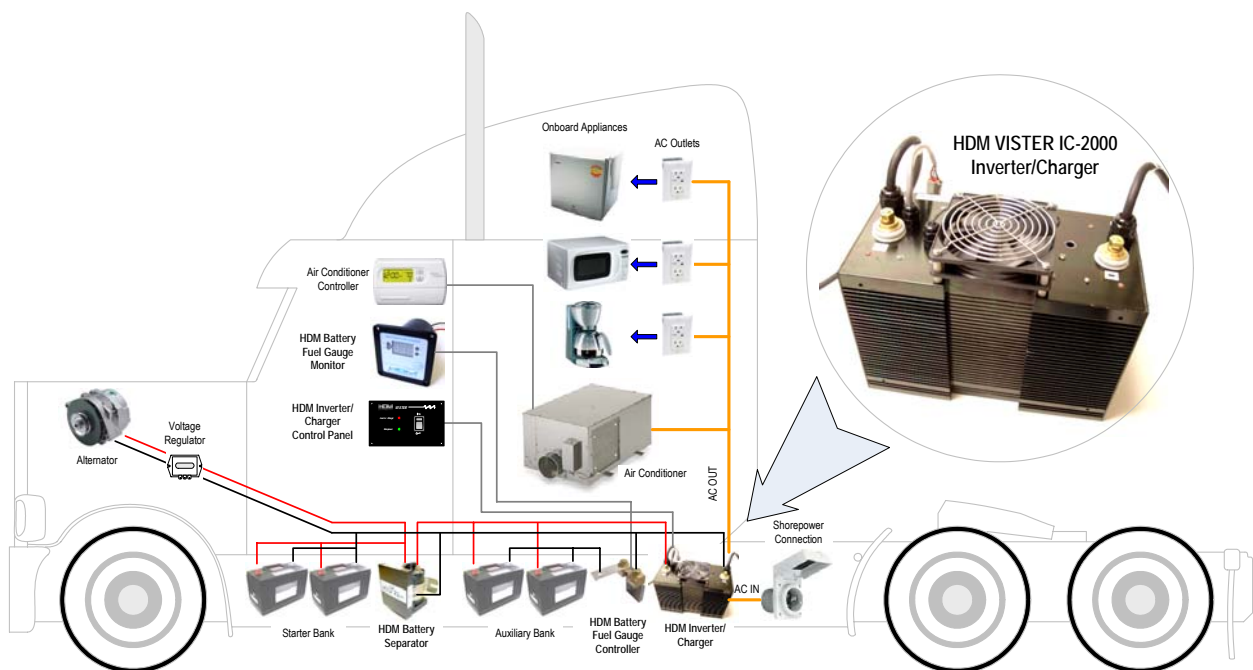 Onboard Appliances
AC Outlets
HDM VISTER IC-2000
Inverter/Charger
Air Conditioner
Controller
HDM Battery
Fuel Gauge
Monitor
HDM Inverter/
Charger
Control Panel
HDM
Voltage
Regulator
Alternator
Air Conditioner
AC OUT
Shorepower
Connection
AC IN
Starter Bank
HDM Battery
Separator
Auxiliary Bank
HDM Battery
Fuel Gauge
Controller
HDM Inverter/
Charger